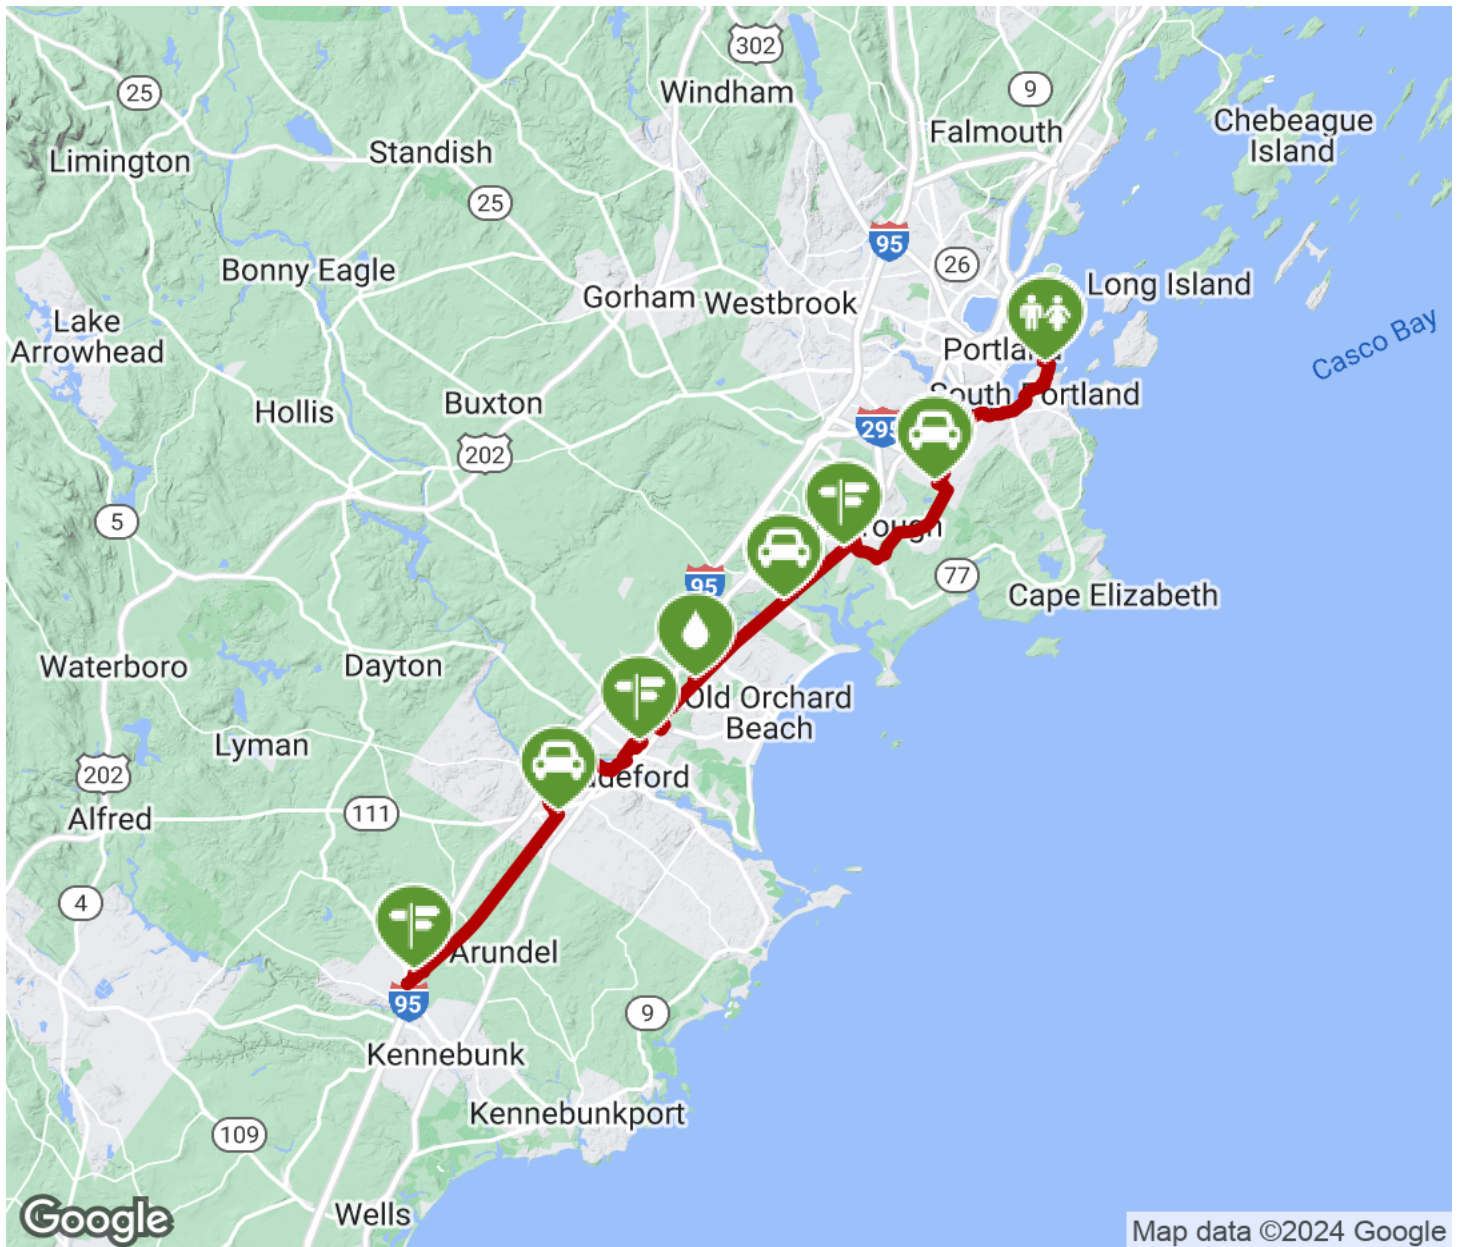 302
25
9
Windham
Falmouth
Chebeague
Island
Limington
Standish
25
95
26
Bonny Eagle
Gorham
Westbrook
Long Island
Lake
Arrowhead
Casco Bay
Hollis
Buxton
South Portland
295
202
5
95
77
Cape Elizabeth
Waterboro
Dayton
Old Orchard
Beach
Lyman
202
111
Alfred
4
Arundel
95
9
Kennebunk
Kennebunkport
109
Wells
Google
Map data ©2024 Google